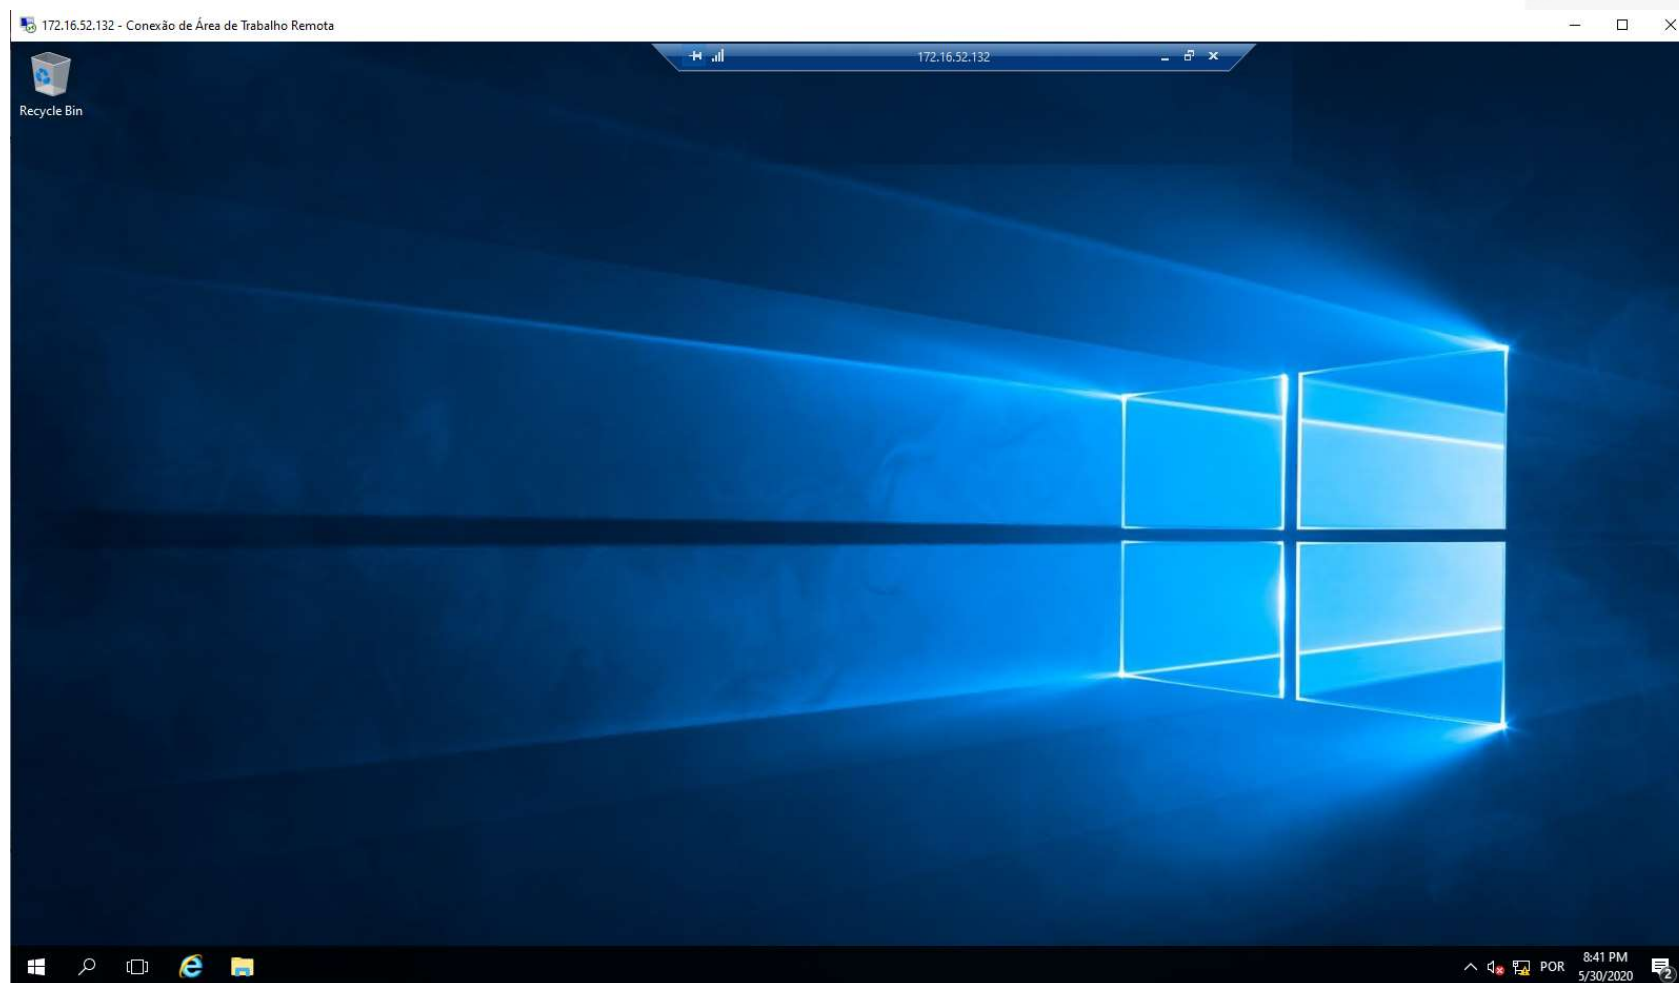 172.16.52.132 - Conexão de Área de Trabalho Remota
172.16.52.132
Recycle Bin
POR
8:41 PM
5/30/2020
2